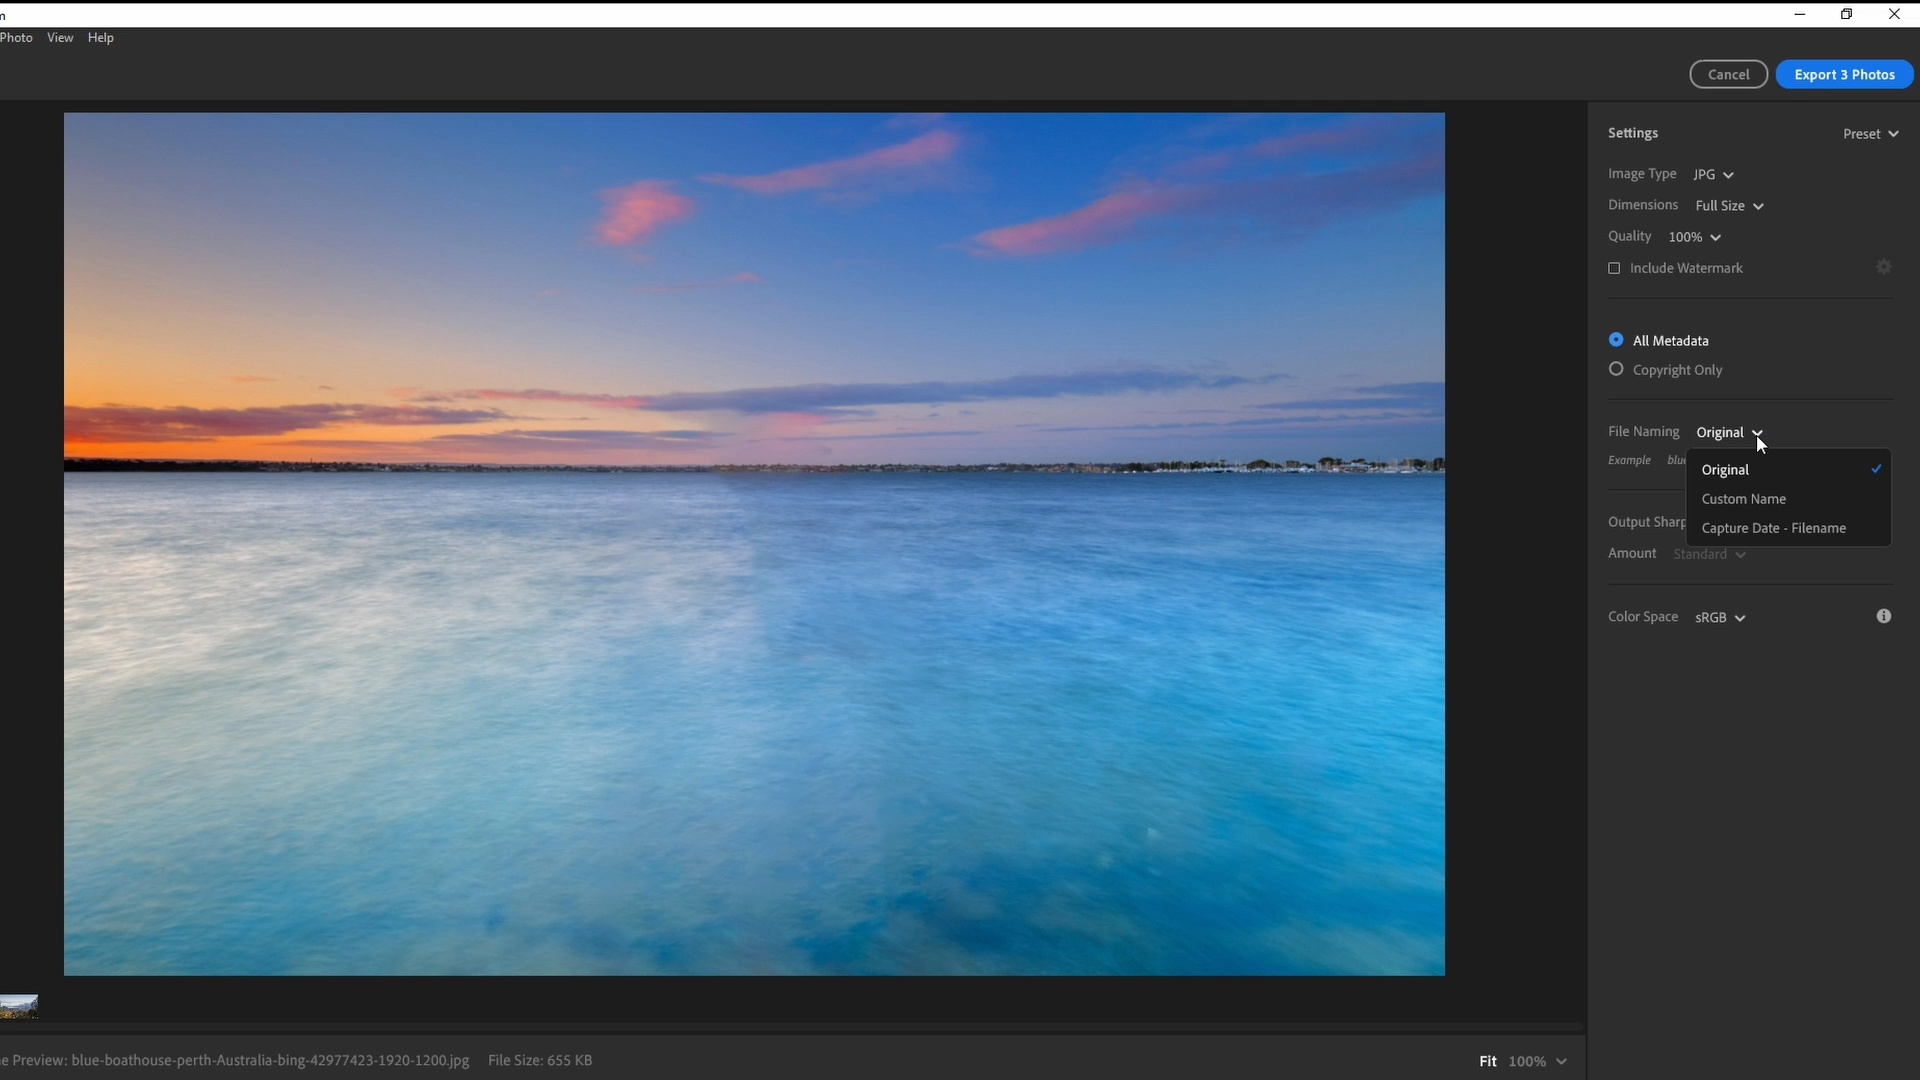 Photo View Help
Cancel Export 3 Photos
Settings Preset
Image Type JPG
Dimensions Full Size
Quality 100%
Include Watermark
All Metadata
Copyright Only
File Naming Original
Example
Original
Custom Name
Capture Date - Filename
Output
Amount Standard
Color Space sRGB
Preview: blue-boathouse-perth-Australia-bing-42977423-1920-1200.jpg File Size: 655 KB Fit 100%